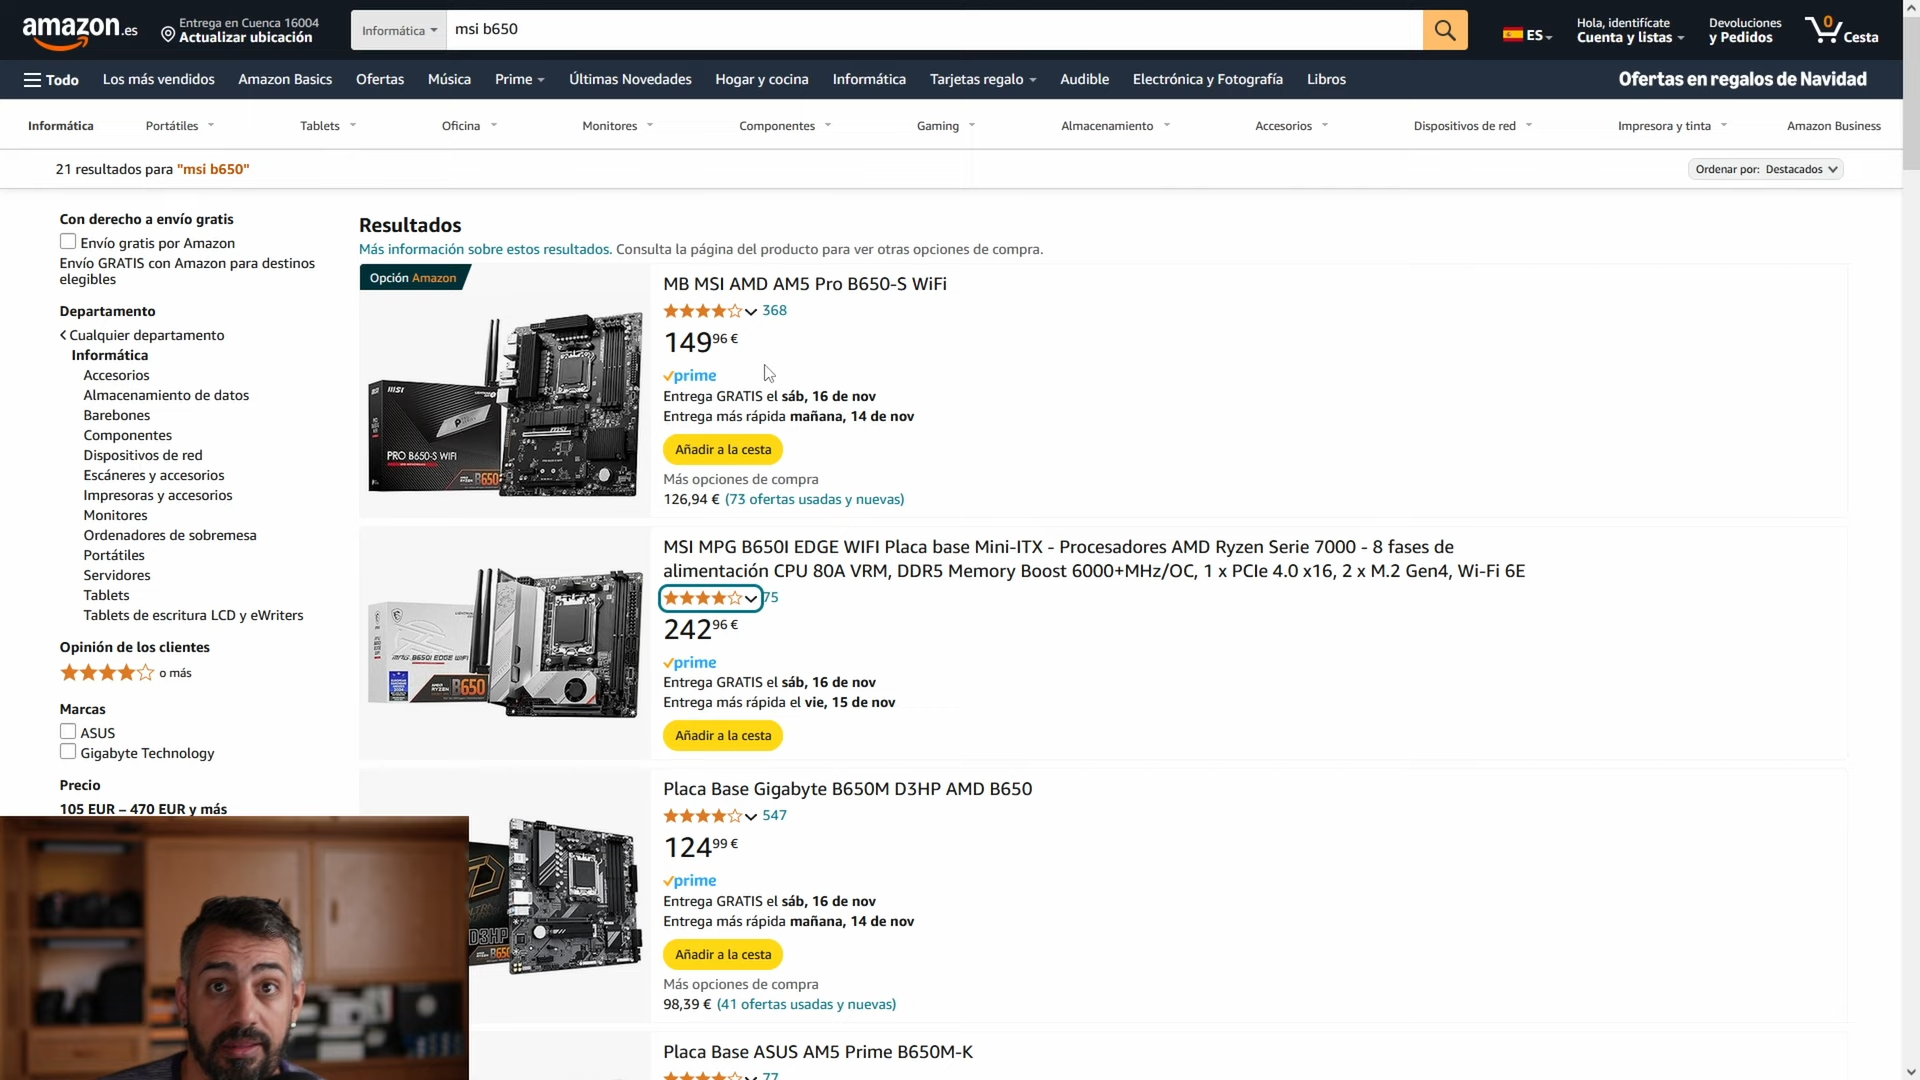 amazon.es
Entrega en Cuenca 16004
Actualizar ubicación
Informática
msi b650
ES
Hola, identifícate
Cuenta y listas
Devoluciones
y Pedidos
0
Cesta
Todo
Los más vendidos
Amazon Basics
Ofertas
Música
Prime
Últimas Novedades
Hogar y cocina
Informática
Tarjetas regalo
Audible
Electrónica y Fotografía
Libros
Ofertas en regalos de Navidad
Informática
Portátiles
Tablets
Oficina
Monitores
Componentes
Gaming
Almacenamiento
Accesorios
Dispositivos de red
Impresora y tinta
Amazon Business
21 resultados para "msi b650"
Ordenar por: Destacados
Con derecho a envío gratis
Envío gratis por Amazon
Envío GRATIS con Amazon para destinos
elegibles
Departamento
Cualquier departamento
Informática
Accesorios
Almacenamiento de datos
Barebones
Componentes
Dispositivos de red
Escáneres y accesorios
Impresoras y accesorios
Monitores
Ordenadores de sobremesa
Portátiles
Servidores
Tablets
Tablets de escritura LCD y eWriters
Opinión de los clientes
o más
Marcas
ASUS
Gigabyte Technology
Precio
105 EUR – 470 EUR y más
Resultados
Más información sobre estos resultados. Consulta la página del producto para ver otras opciones de compra.
Opción Amazon
msi
PRO B650-S WIFI
B650
MB MSI AMD AM5 Pro B650-S WiFi
368
149,96 €
prime
Entrega GRATIS el sáb, 16 de nov
Entrega más rápida mañana, 14 de nov
Añadir a la cesta
Más opciones de compra
126,94 € (73 ofertas usadas y nuevas)
MPG B650I EDGE WIFI
RYZEN
B650
MSI MPG B650I EDGE WIFI Placa base Mini-ITX - Procesadores AMD Ryzen Serie 7000 - 8 fases de
alimentación CPU 80A VRM, DDR5 Memory Boost 6000+MHz/OC, 1 x PCIe 4.0 x16, 2 x M.2 Gen4, Wi-Fi 6E
75
242,96 €
prime
Entrega GRATIS el sáb, 16 de nov
Entrega más rápida el vie, 15 de nov
Añadir a la cesta
D3HP
B650
Placa Base Gigabyte B650M D3HP AMD B650
547
124,99 €
prime
Entrega GRATIS el sáb, 16 de nov
Entrega más rápida mañana, 14 de nov
Añadir a la cesta
Más opciones de compra
98,39 € (41 ofertas usadas y nuevas)
Placa Base ASUS AM5 Prime B650M-K
77